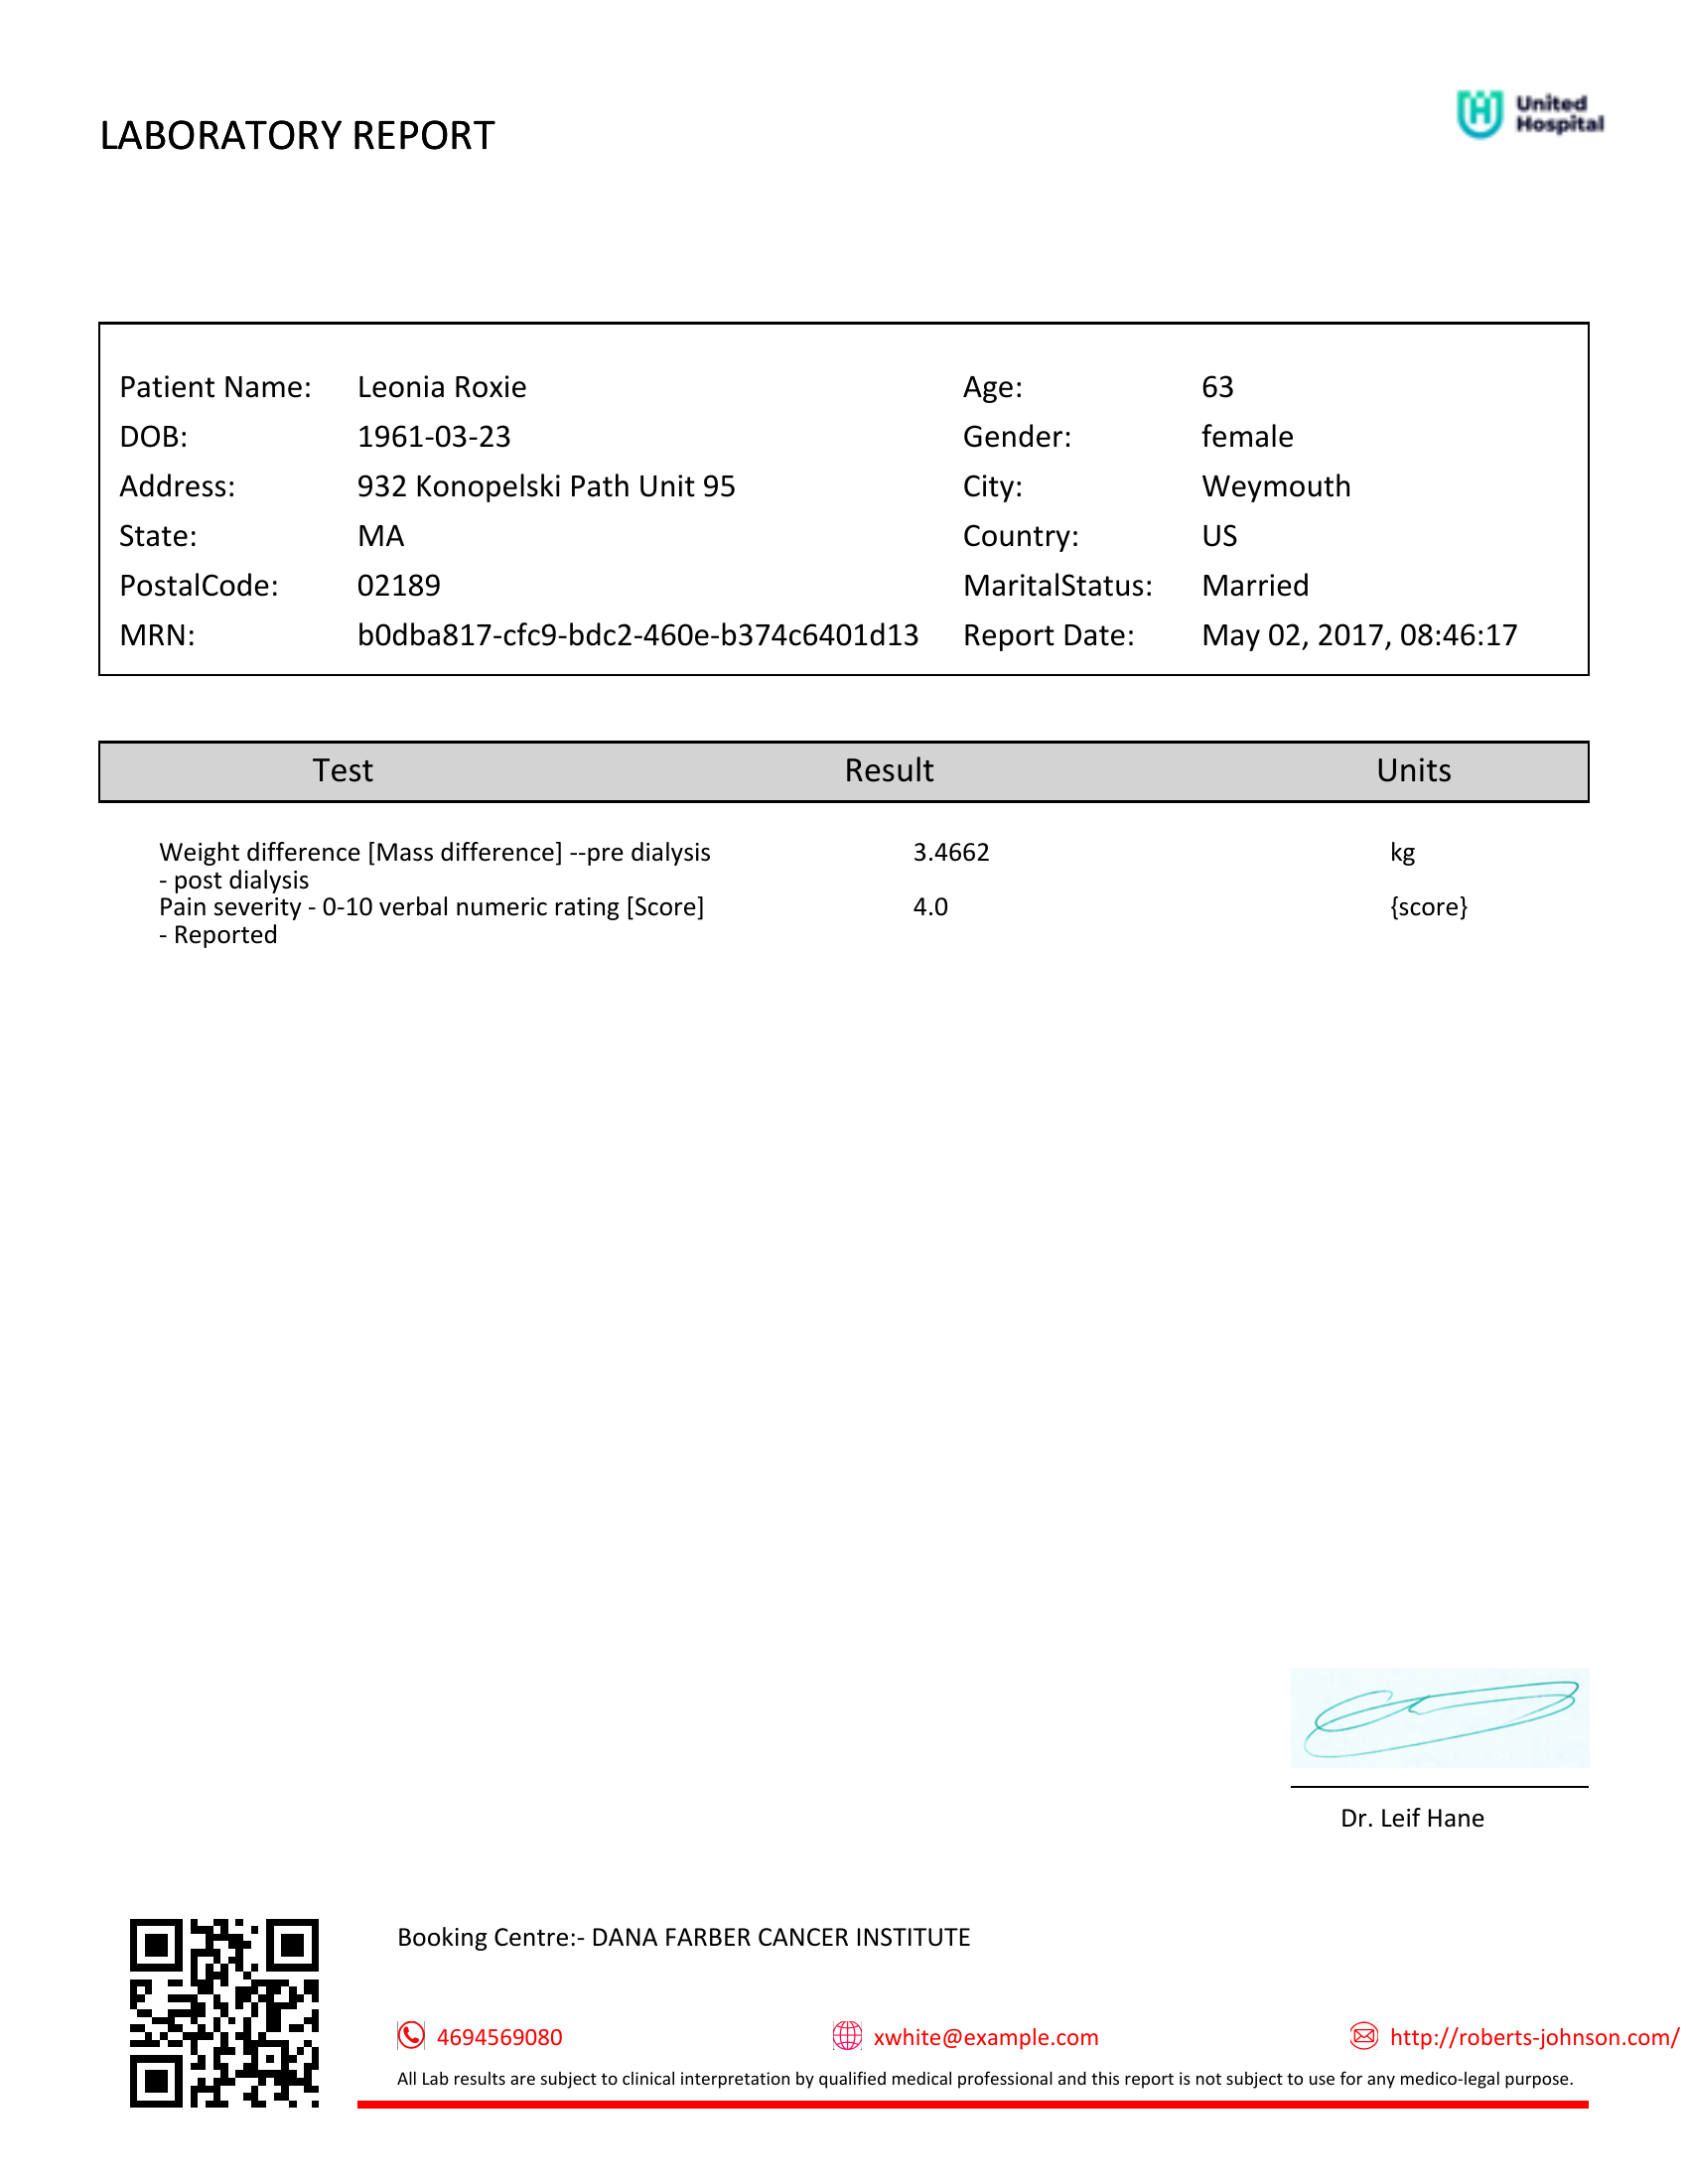 LABORATORY REPORT
United
Hospital
Patient Name: Leonia Roxie Age: 63
DOB: 1961-03-23 Gender: female
Address: 932 Konopelski Path Unit 95 City: Weymouth
State: MA Country: US
PostalCode: 02189 MaritalStatus: Married
MRN: b0dba817-cfc9-bdc2-460e-b374c6401d13 Report Date: May 02, 2017, 08:46:17
Test Result Units
Weight difference [Mass difference] --pre dialysis 3.4662 kg
- post dialysis
Pain severity - 0-10 verbal numeric rating [Score] 4.0 {score}
- Reported
Dr. Leif Hane
Booking Centre:- DANA FARBER CANCER INSTITUTE
4694569080 xwhite@example.com http://roberts-johnson.com/
All Lab results are subject to clinical interpretation by qualified medical professional and this report is not subject to use for any medico-legal purpose.